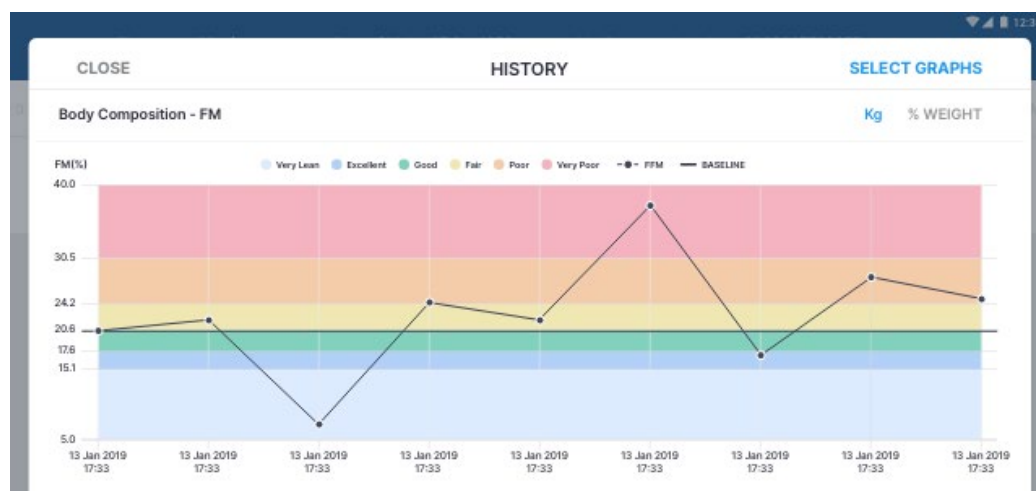 12:3
CLOSE HISTORY SELECT GRAPHS
Body Composition - FM Kg % WEIGHT
FM(%) Very Lean Excellent Good Fair Poor Very Poor FFM BASELINE
40.0
30.5
24.2
20.6
17.6
15.1
5.0
13 Jan 2019 13 Jan 2019 13 Jan 2019 13 Jan 2019 13 Jan 2019 13 Jan 2019 13 Jan 2019 13 Jan 2019 13 Jan 2019
17:33 17:33 17:33 17:33 17:33 17:33 17:33 17:33 17:33